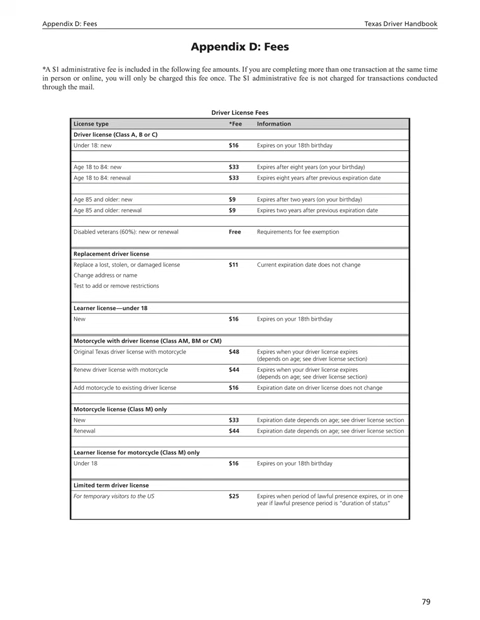 Appendix D: Fees
Texas Driver Handbook
Appendix D: Fees
*A $1 administrative fee is included in the following fee amounts. If you are completing more than one transaction at the same time
in person or online, you will only be charged this fee once. The $1 administrative fee is not charged for transactions conducted
through the mail.
Driver License Fees
License type *Fee Information
Driver license (Class A, B or C)
Under 18: new $16 Expires on your 18th birthday
Age 18 to 84: new $33 Expires after eight years (on your birthday)
Age 18 to 84: renewal $33 Expires eight years after previous expiration date
Age 85 and older: new $9 Expires after two years (on your birthday)
Age 85 and older: renewal $9 Expires two years after previous expiration date
Disabled veterans (60%): new or renewal Free Requirements for fee exemption
Replacement driver license
Replace a lost, stolen, or damaged license $11 Current expiration date does not change
Change address or name
Test to add or remove restrictions
Learner license—under 18
New $16 Expires on your 18th birthday
Motorcycle with driver license (Class AM, BM or CM)
Original Texas driver license with motorcycle $48 Expires when your driver license expires
(depends on age; see driver license section)
Renew driver license with motorcycle $44 Expires when your driver license expires
(depends on age; see driver license section)
Add motorcycle to existing driver license $16 Expiration date on driver license does not change
Motorcycle license (Class M) only
New $33 Expiration date depends on age; see driver license section
Renewal $44 Expiration date depends on age; see driver license section
Learner license for motorcycle (Class M) only
Under 18 $16 Expires on your 18th birthday
Limited term driver license
For temporary visitors to the US $25 Expires when period of lawful presence expires, or in one
year if lawful presence period is "duration of status"
79